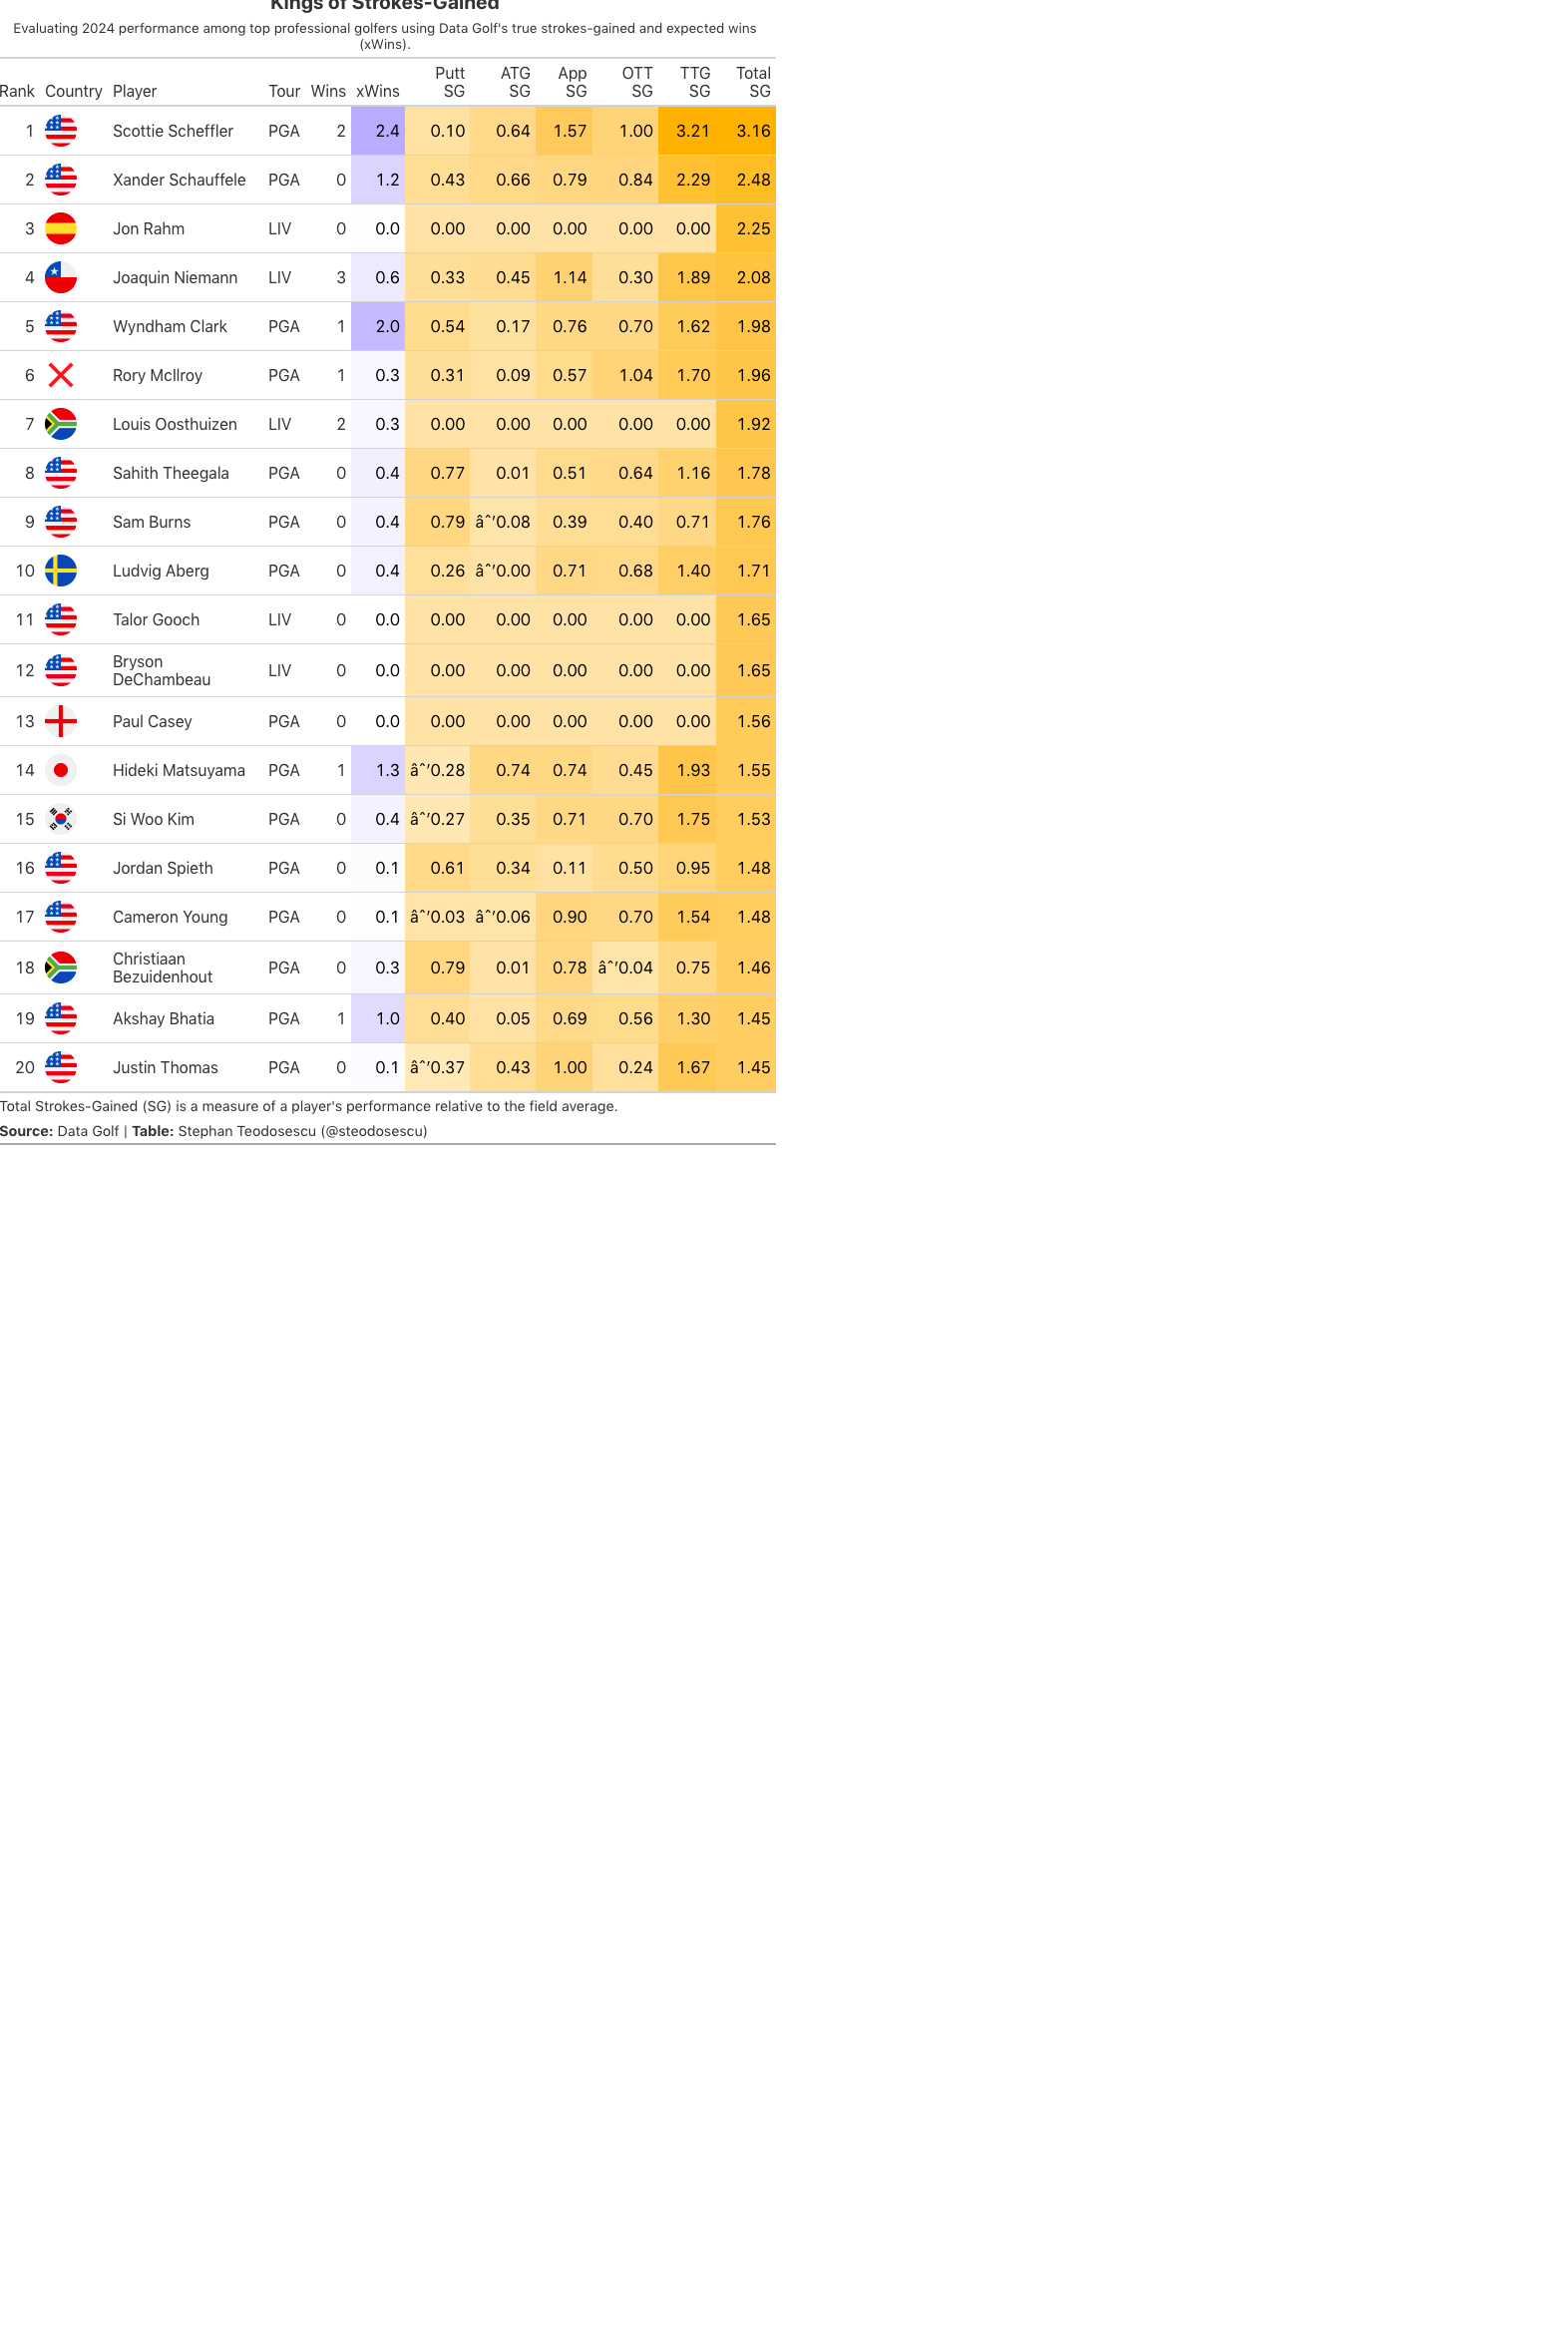 Kings of Strokes-Gained
Evaluating 2024 performance among top professional golfers using Data Golf's true strokes-gained and expected wins
(xWins).
Rank Country Player Tour Wins xWins Putt SG ATG SG App SG OTT SG TTG SG Total SG
1 Scottie Scheffler PGA 2 2.4 0.10 0.64 1.57 1.00 3.21 3.16
2 Xander Schauffele PGA 0 1.2 0.43 0.66 0.79 0.84 2.29 2.48
3 Jon Rahm LIV 0 0.0 0.00 0.00 0.00 0.00 0.00 2.25
4 Joaquin Niemann LIV 3 0.6 0.33 0.45 1.14 0.30 1.89 2.08
5 Wyndham Clark PGA 1 2.0 0.54 0.17 0.76 0.70 1.62 1.98
6 Rory McIlroy PGA 1 0.3 0.31 0.09 0.57 1.04 1.70 1.96
7 Louis Oosthuizen LIV 2 0.3 0.00 0.00 0.00 0.00 0.00 1.92
8 Sahith Theegala PGA 0 0.4 0.77 0.01 0.51 0.64 1.16 1.78
9 Sam Burns PGA 0 0.4 0.79 âˆ’0.08 0.39 0.40 0.71 1.76
10 Ludvig Aberg PGA 0 0.4 0.26 âˆ’0.00 0.71 0.68 1.40 1.71
11 Talor Gooch LIV 0 0.0 0.00 0.00 0.00 0.00 0.00 1.65
12 Bryson DeChambeau LIV 0 0.0 0.00 0.00 0.00 0.00 0.00 1.65
13 Paul Casey PGA 0 0.0 0.00 0.00 0.00 0.00 0.00 1.56
14 Hideki Matsuyama PGA 1 1.3 âˆ’0.28 0.74 0.74 0.45 1.93 1.55
15 Si Woo Kim PGA 0 0.4 âˆ’0.27 0.35 0.71 0.70 1.75 1.53
16 Jordan Spieth PGA 0 0.1 0.61 0.34 0.11 0.50 0.95 1.48
17 Cameron Young PGA 0 0.1 âˆ’0.03 âˆ’0.06 0.90 0.70 1.54 1.48
18 Christiaan Bezuidenhout PGA 0 0.3 0.79 0.01 0.78 âˆ’0.04 0.75 1.46
19 Akshay Bhatia PGA 1 1.0 0.40 0.05 0.69 0.56 1.30 1.45
20 Justin Thomas PGA 0 0.1 âˆ’0.37 0.43 1.00 0.24 1.67 1.45
Total Strokes-Gained (SG) is a measure of a player's performance relative to the field average.
Source: Data Golf | Table: Stephan Teodosescu (@steodosescu)